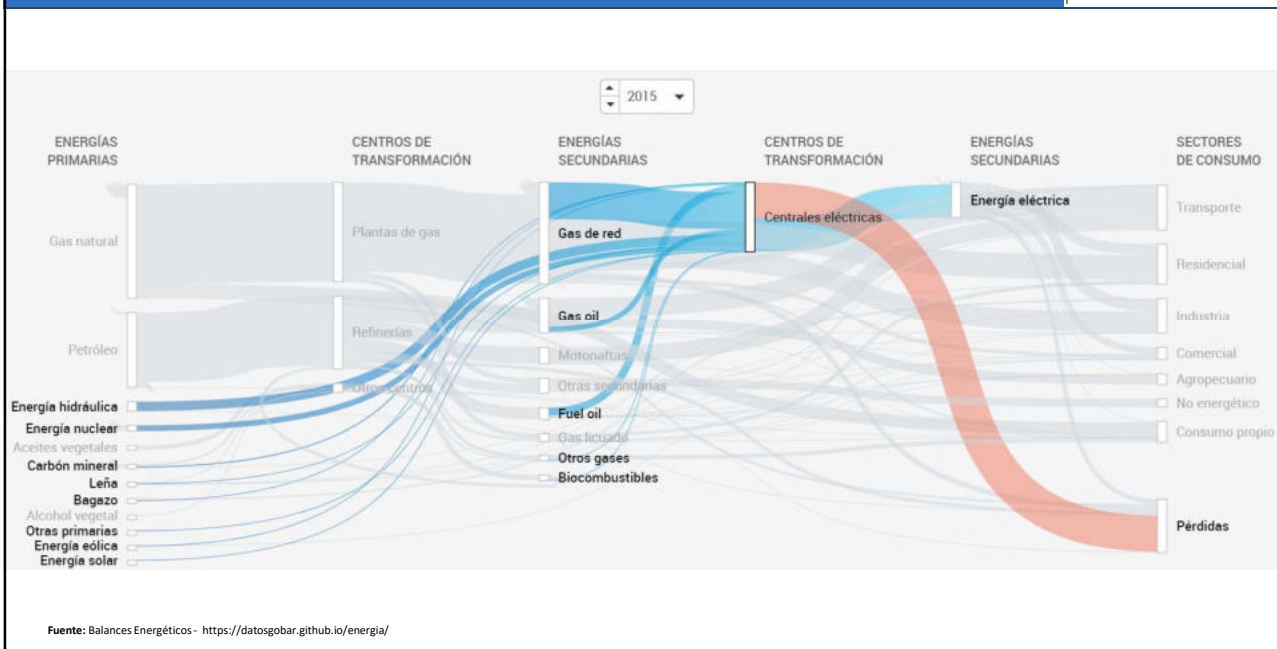 2015
ENERGÍAS
PRIMARIAS
CENTROS DE
TRANSFORMACIÓN
ENERGÍAS
SECUNDARIAS
CENTROS DE
TRANSFORMACIÓN
ENERGÍAS
SECUNDARIAS
SECTORES
DE CONSUMO
Gas natural
Petróleo
Energía hidráulica
Energía nuclear
Aceites vegetales
Carbón mineral
Leña
Bagazo
Alcohol vegetal
Otras primarias
Energía eólica
Energía solar
Plantas de gas
Refinerías
Otros centros
Gas de red
Gas oil
Motonaftas
Otras secundarias
Fuel oil
Gas licuado
Otros gases
Biocombustibles
Centrales eléctricas
Energía eléctrica
Transporte
Residencial
Industria
Comercial
Agropecuario
No energético
Consumo propio
Pérdidas
Fuente: Balances Energéticos - https://datosgobar.github.io/energia/